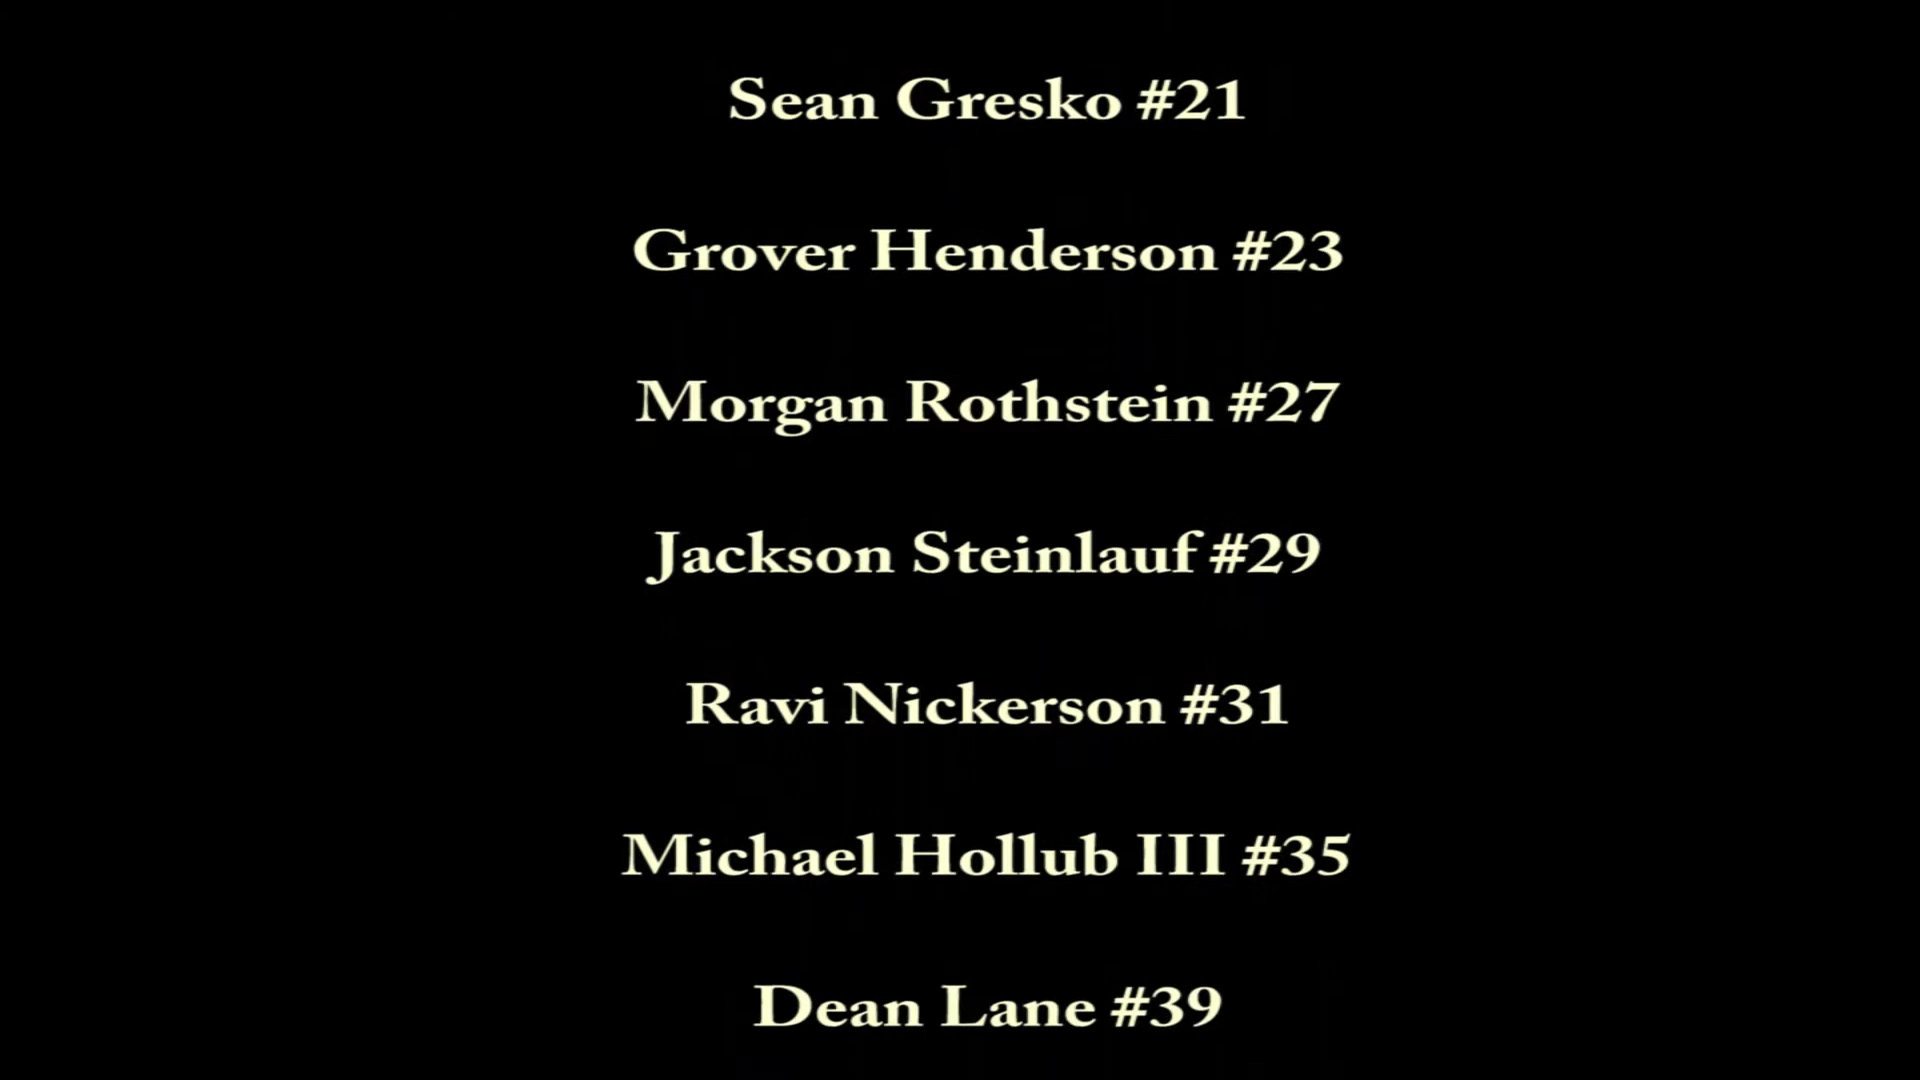 Sean Gresko #21
Grover Henderson #23
Morgan Rothstein #27
Jackson Steinlauf #29
Ravi Nickerson #31
Michael Hollub III #35
Dean Lane #39